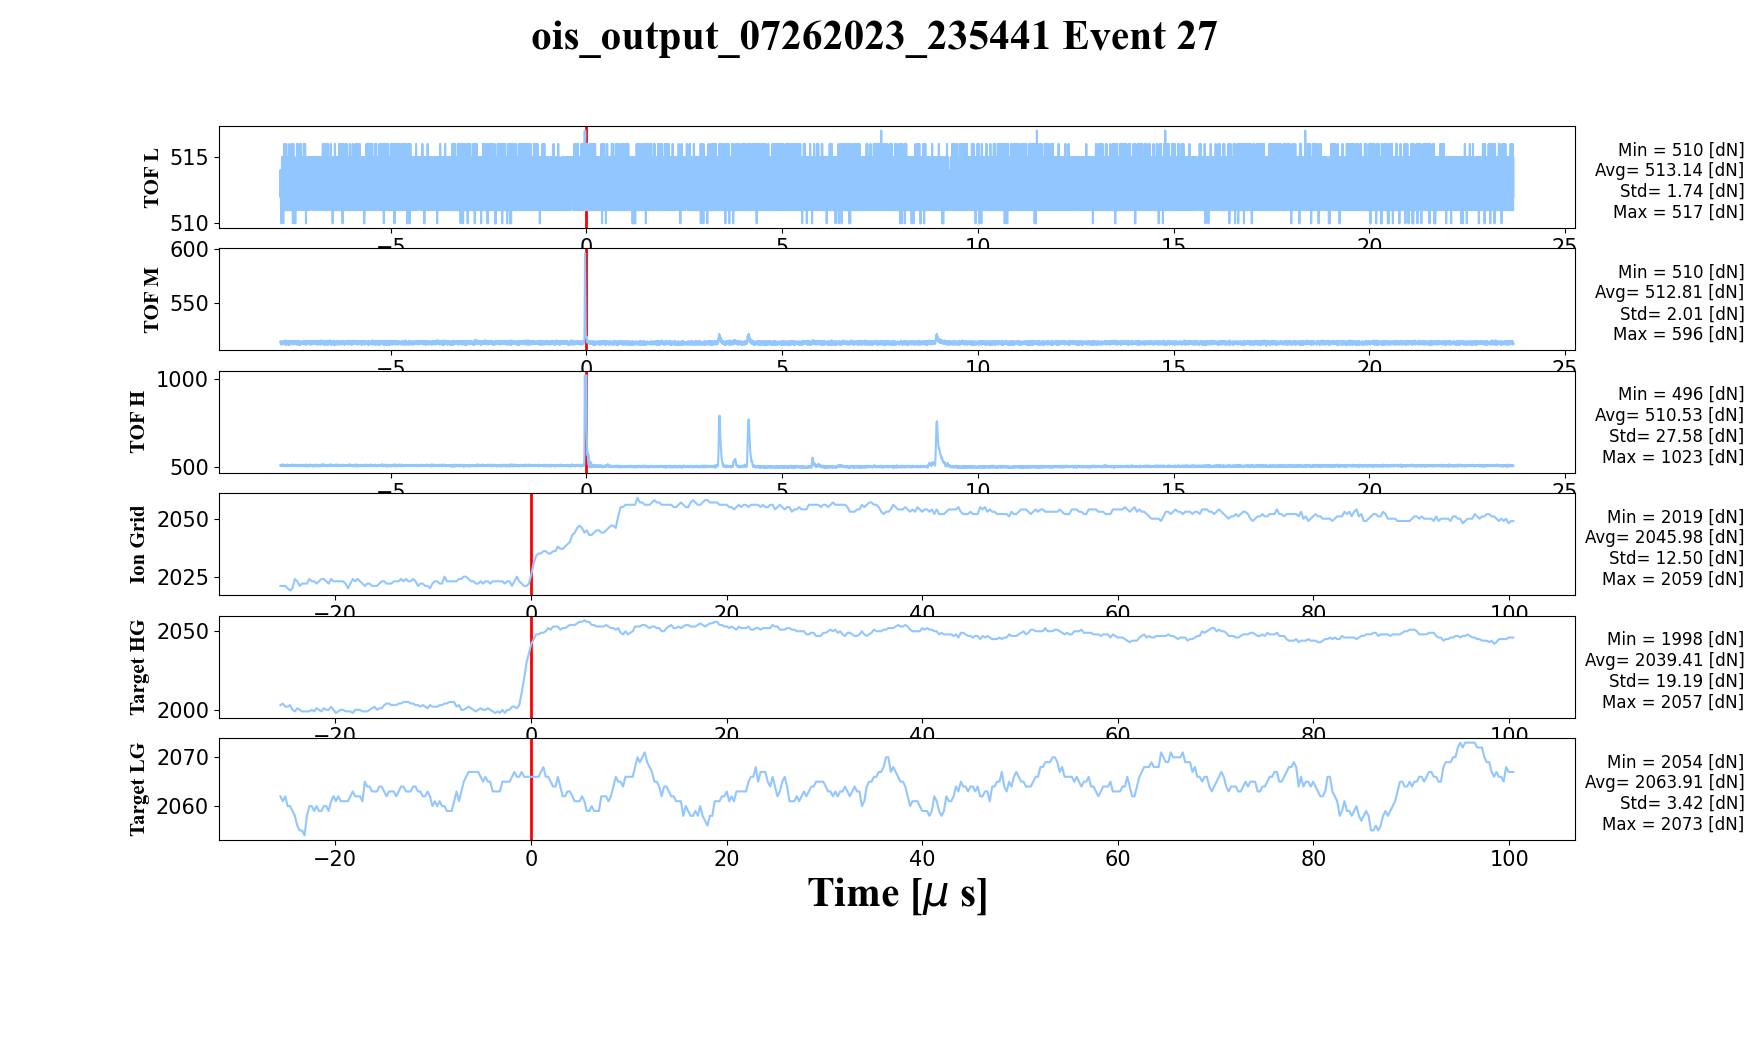 ois_output_07262023_235441 Event 27
TOF L
515
510
−5
0
5
10
15
20
25
Min = 510 [dN]
Avg= 513.14 [dN]
Std= 1.74 [dN]
Max = 517 [dN]
TOF M
600
550
−5
0
5
10
15
20
25
Min = 510 [dN]
Avg= 512.81 [dN]
Std= 2.01 [dN]
Max = 596 [dN]
TOF H
1000
500
−5
0
5
10
15
20
25
Min = 496 [dN]
Avg= 510.53 [dN]
Std= 27.58 [dN]
Max = 1023 [dN]
Ion Grid
2050
2025
−20
0
20
40
60
80
100
Min = 2019 [dN]
Avg= 2045.98 [dN]
Std= 12.50 [dN]
Max = 2059 [dN]
Target HG
2050
2000
−20
0
20
40
60
80
100
Min = 1998 [dN]
Avg= 2039.41 [dN]
Std= 19.19 [dN]
Max = 2057 [dN]
Target LG
2070
2060
−20
0
20
40
60
80
100
Min = 2054 [dN]
Avg= 2063.91 [dN]
Std= 3.42 [dN]
Max = 2073 [dN]
Time [μ s]